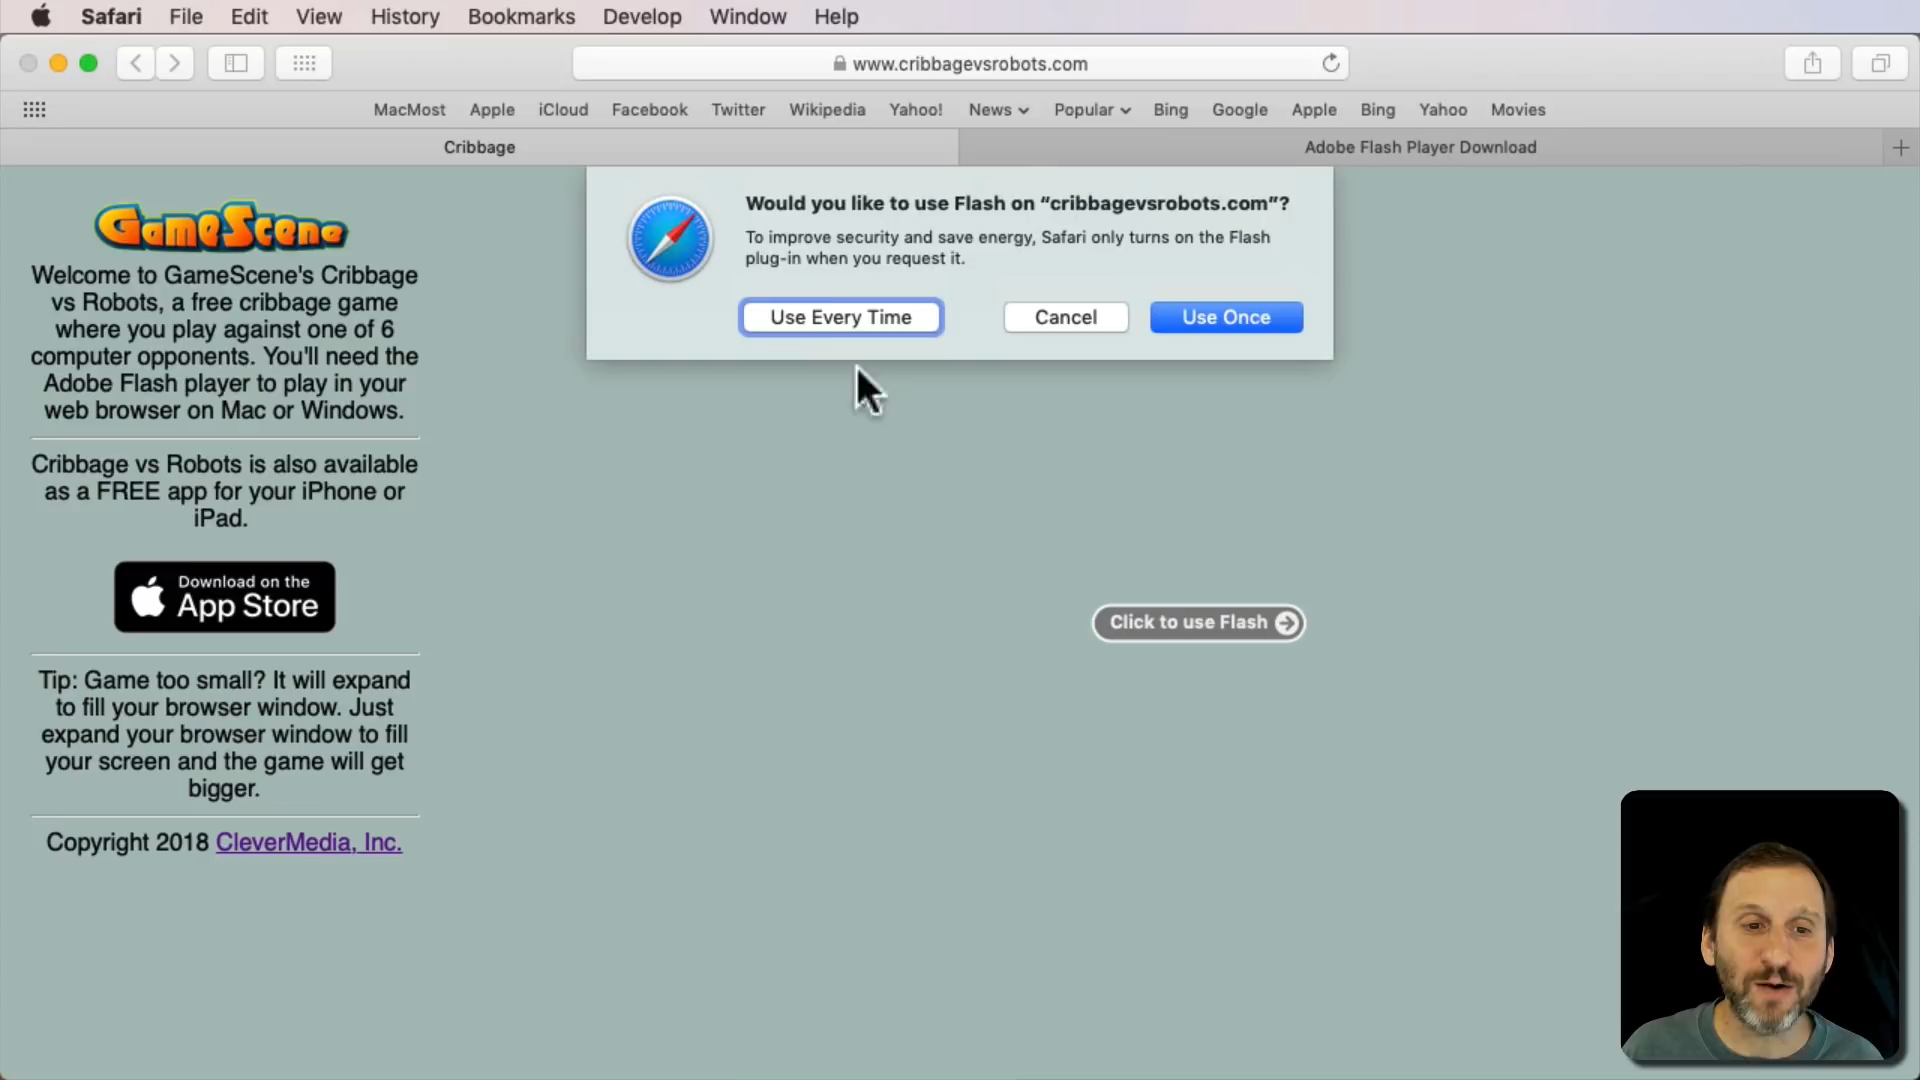 Safari File Edit View History Bookmarks Develop Window Help
www.cribbagevsrobots.com
MacMost Apple iCloud Facebook Twitter Wikipedia Yahoo! News Popular Bing Google Apple Bing Yahoo Movies
Cribbage
Adobe Flash Player Download
GameScene
Welcome to GameScene's Cribbage
vs Robots, a free cribbage game
where you play against one of 6
computer opponents. You'll need the
Adobe Flash player to play in your
web browser on Mac or Windows.
Cribbage vs Robots is also available
as a FREE app for your iPhone or
iPad.
Download on the
App Store
Tip: Game too small? It will expand
to fill your browser window. Just
expand your browser window to fill
your screen and the game will get
bigger.
Copyright 2018 CleverMedia, Inc.
Would you like to use Flash on “cribbagevsrobots.com”?
To improve security and save energy, Safari only turns on the Flash
plug-in when you request it.
Use Every Time
Cancel
Use Once
Click to use Flash